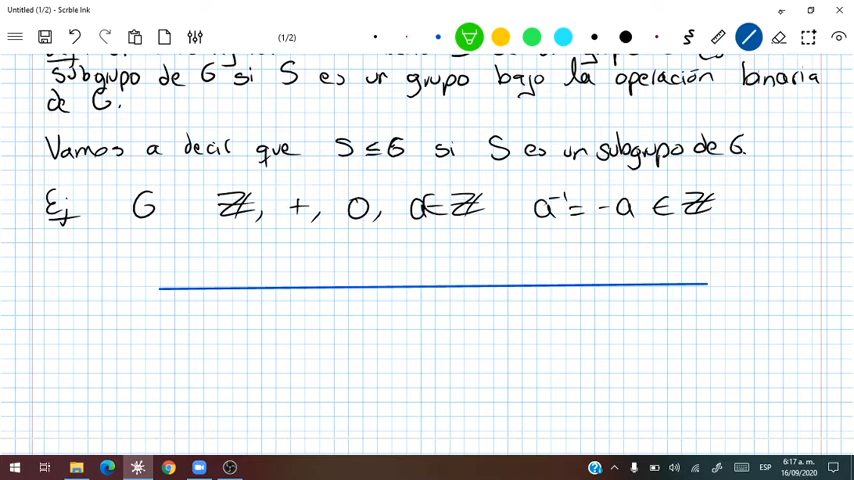 Untitled (1/2) - Scrble Ink
(1/2)
subgrupo de G si S es un grupo bajo la operación binaria
de G.
Vamos a decir que S ≤ G si S es un subgrupo de G.
Ej G ℤ, +, 0, a∈ℤ a⁻¹ = -a ∈ ℤ
ESP
6:17 a. m.
16/09/2020